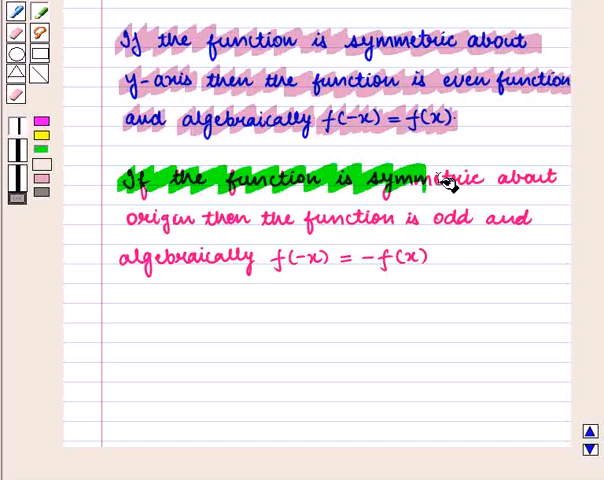 If the function is symmetric about
y-axis then the function is even function
and algebraically f(-x) = f(x).
If the function is symmetric about
origin then the function is odd and
algebraically f(-x) = -f(x)